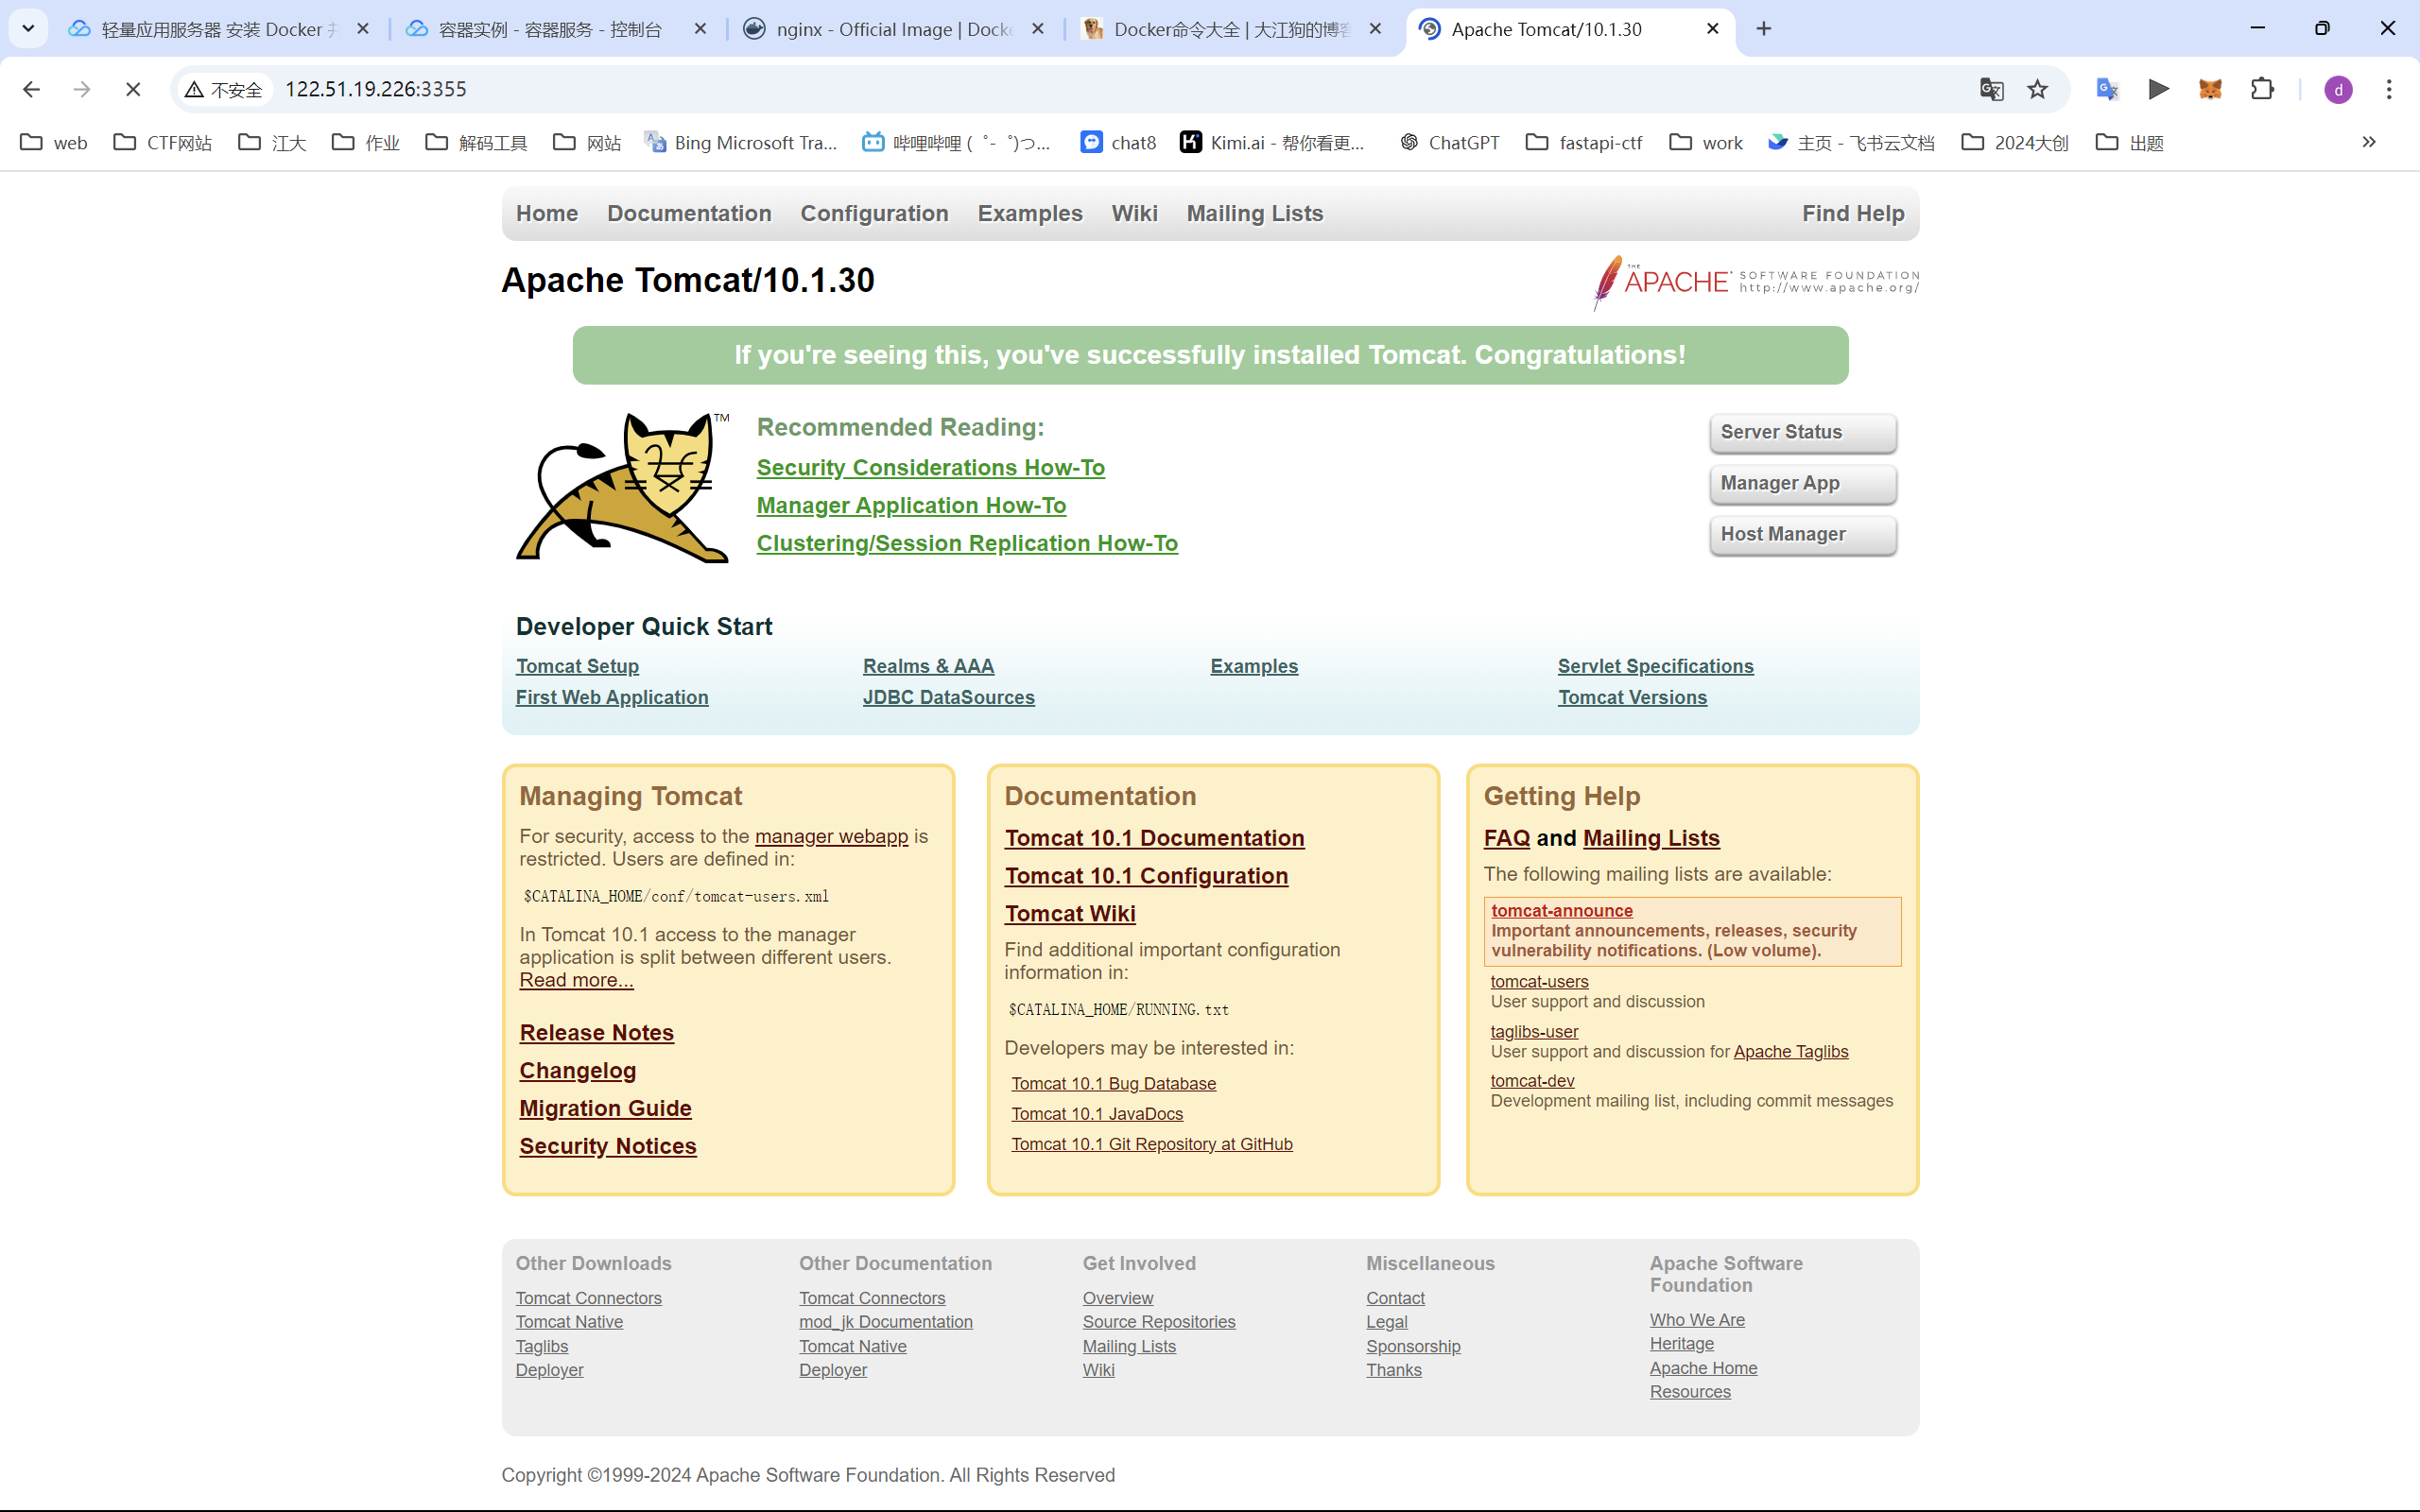 轻量应用服务器 安装 Docker
容器实例 - 容器服务 - 控制台
nginx - Official Image | Docke
Docker命令大全 | 大江狗的博客
Apache Tomcat/10.1.30
不安全 122.51.19.226:3355
d
web CTF网站 江大 作业 解码工具 网站 Bing Microsoft Tra... 哔哩哔哩 ( ゜- ゜)つ... chat8 Kimi.ai - 帮你看更... ChatGPT fastapi-ctf work 主页 - 飞书云文档 2024大创 出题
Home Documentation Configuration Examples Wiki Mailing Lists Find Help
Apache Tomcat/10.1.30
THE APACHE SOFTWARE FOUNDATION
http://www.apache.org/
If you're seeing this, you've successfully installed Tomcat. Congratulations!
TM
Recommended Reading:
Security Considerations How-To
Manager Application How-To
Clustering/Session Replication How-To
Server Status
Manager App
Host Manager
Developer Quick Start
Tomcat Setup
First Web Application
Realms & AAA
JDBC DataSources
Examples
Servlet Specifications
Tomcat Versions
Managing Tomcat
For security, access to the manager webapp is
restricted. Users are defined in:
$CATALINA_HOME/conf/tomcat-users.xml
In Tomcat 10.1 access to the manager
application is split between different users.
Read more...
Release Notes
Changelog
Migration Guide
Security Notices
Documentation
Tomcat 10.1 Documentation
Tomcat 10.1 Configuration
Tomcat Wiki
Find additional important configuration
information in:
$CATALINA_HOME/RUNNING.txt
Developers may be interested in:
Tomcat 10.1 Bug Database
Tomcat 10.1 JavaDocs
Tomcat 10.1 Git Repository at GitHub
Getting Help
FAQ and Mailing Lists
The following mailing lists are available:
tomcat-announce
Important announcements, releases, security
vulnerability notifications. (Low volume).
tomcat-users
User support and discussion
taglibs-user
User support and discussion for Apache Taglibs
tomcat-dev
Development mailing list, including commit messages
Other Downloads
Tomcat Connectors
Tomcat Native
Taglibs
Deployer
Other Documentation
Tomcat Connectors
mod_jk Documentation
Tomcat Native
Deployer
Get Involved
Overview
Source Repositories
Mailing Lists
Wiki
Miscellaneous
Contact
Legal
Sponsorship
Thanks
Apache Software
Foundation
Who We Are
Heritage
Apache Home
Resources
Copyright ©1999-2024 Apache Software Foundation. All Rights Reserved